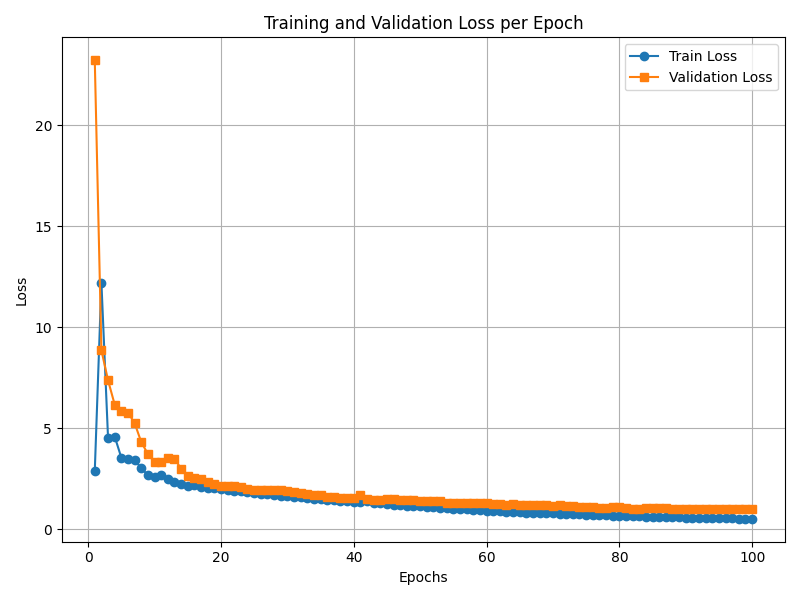 Training and Validation Loss per Epoch
Train Loss
Validation Loss
20
15
10
5
0
Loss
0 20 40 60 80 100
Epochs